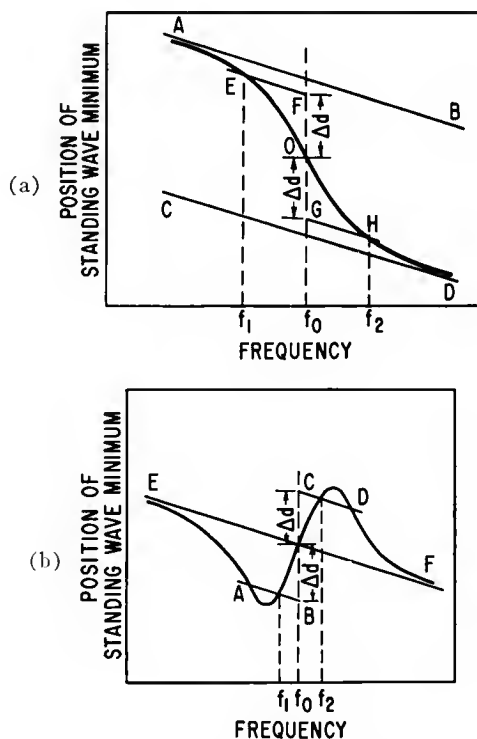 (a)
POSITION OF
STANDING WAVE MINIMUM
A
B
E
F
Δd
O
Δd
G
H
C
D
f1
f0
f2
FREQUENCY
(b)
POSITION OF
STANDING WAVE MINIMUM
E
C
D
Δd
Δd
A
B
F
f1
f0
f2
FREQUENCY